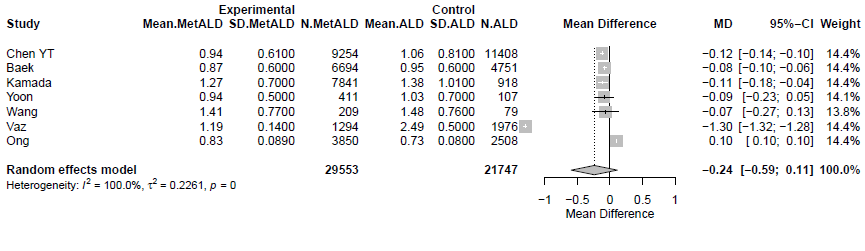 Experimental Control
Study Mean.MetALD SD.MetALD N.MetALD Mean.ALD SD.ALD N.ALD Mean Difference MD 95%−CI Weight
Chen YT 0.94 0.6100 9254 1.06 0.8100 11408 −0.12 [−0.14; −0.10] 14.4%
Baek 0.87 0.6000 6694 0.95 0.6000 4751 −0.08 [−0.10; −0.06] 14.4%
Kamada 1.27 0.7000 7841 1.38 1.0100 918 −0.11 [−0.18; −0.04] 14.4%
Yoon 0.94 0.5000 411 1.03 0.7000 107 −0.09 [−0.23; 0.05] 14.1%
Wang 1.41 0.7700 209 1.48 0.7600 79 −0.07 [−0.27; 0.13] 13.8%
Vaz 1.19 0.1400 1294 2.49 0.5000 1976 −1.30 [−1.32; −1.28] 14.4%
Ong 0.83 0.0890 3850 0.73 0.0800 2508 0.10 [0.10; 0.10] 14.4%
Random effects model 29553 21747 −0.24 [−0.59; 0.11] 100.0%
Heterogeneity: I² = 100.0%, τ² = 0.2261, p = 0
−1 −0.5 0 0.5 1
Mean Difference